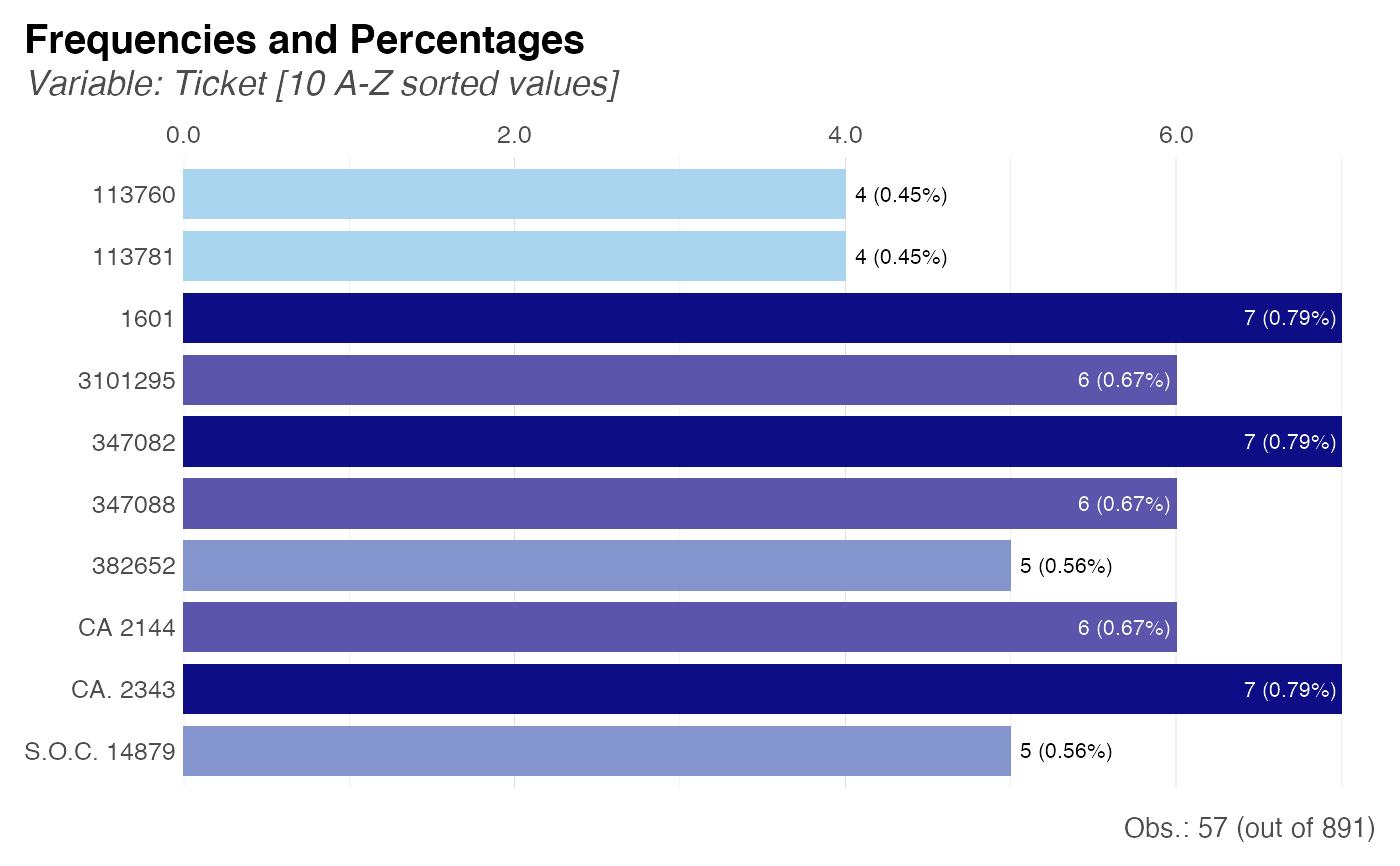 Frequencies and Percentages
Variable: Ticket [10 A-Z sorted values]
0.0 2.0 4.0 6.0
113760 4 (0.45%)
113781 4 (0.45%)
1601 7 (0.79%)
3101295 6 (0.67%)
347082 7 (0.79%)
347088 6 (0.67%)
382652 5 (0.56%)
CA 2144 6 (0.67%)
CA. 2343 7 (0.79%)
S.O.C. 14879 5 (0.56%)
Obs.: 57 (out of 891)